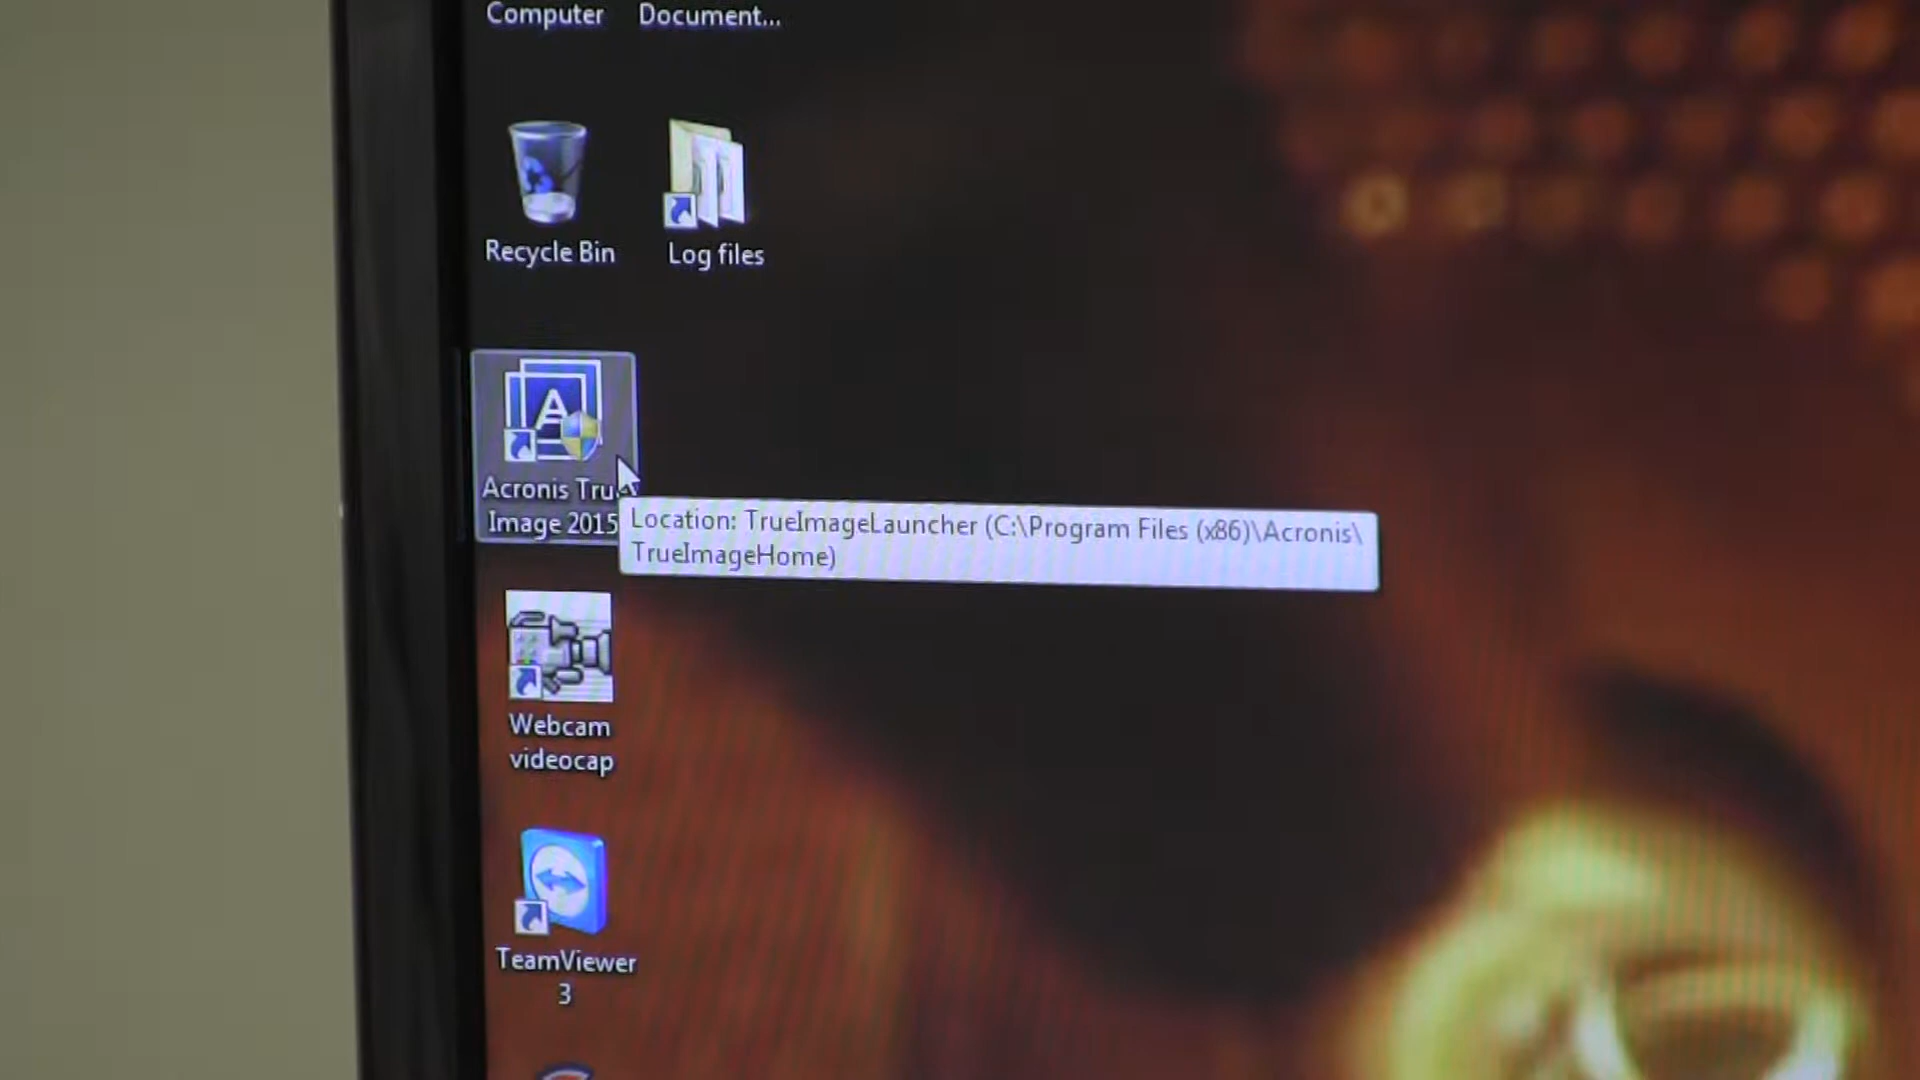 Computer
Document...
Recycle Bin
Log files
A
Acronis Tru
Image 2015
Location: TrueImageLauncher (C:\Program Files (x86)\Acronis\
TrueImageHome)
Webcam
videocap
TeamViewer
3